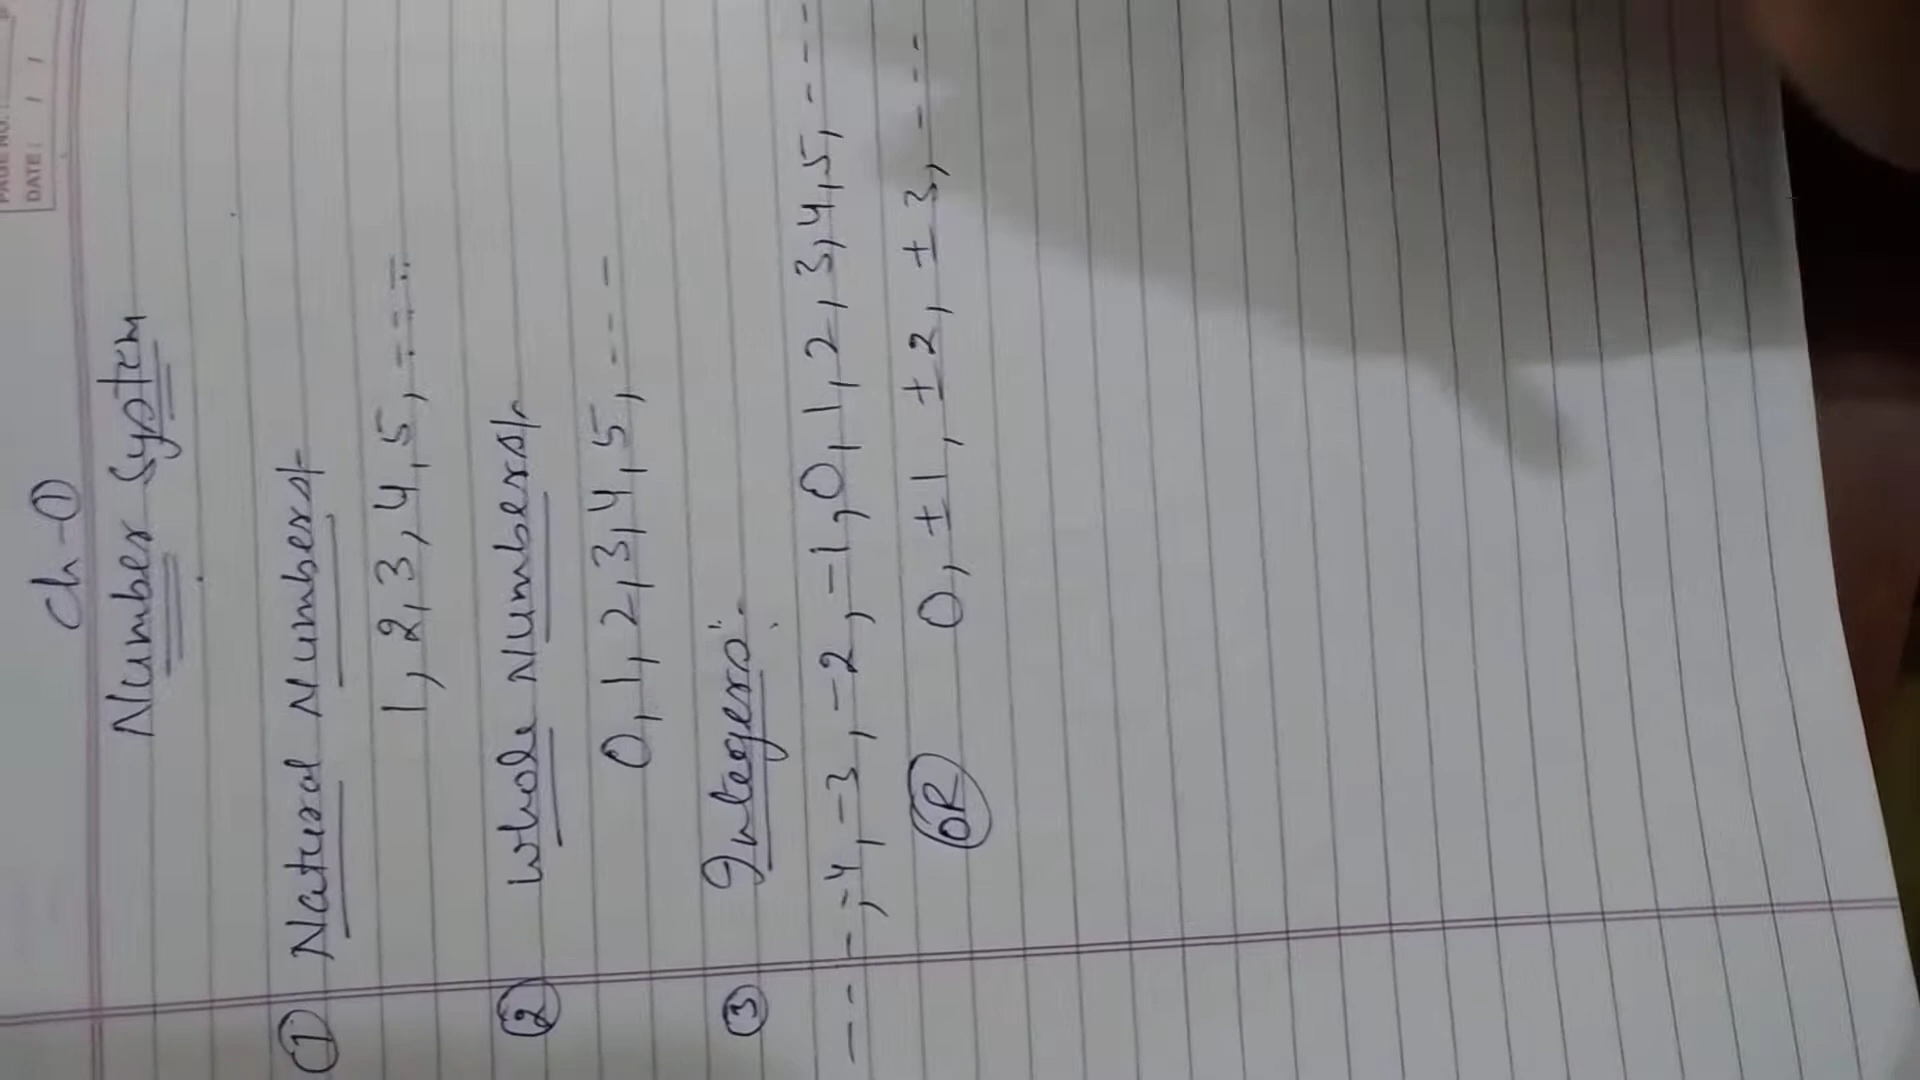 PAGE NO.:
DATE: / /
Ch-①
Number System
① Natural Numbers:-
1, 2, 3, 4, 5, ----
② Whole Numbers:-
0, 1, 2, 3, 4, 5, ---
③ Integers:-
----, -4, -3, -2, -1, 0, 1, 2, 3, 4, 5, ----
OR 0, ±1, ±2, ±3, ----